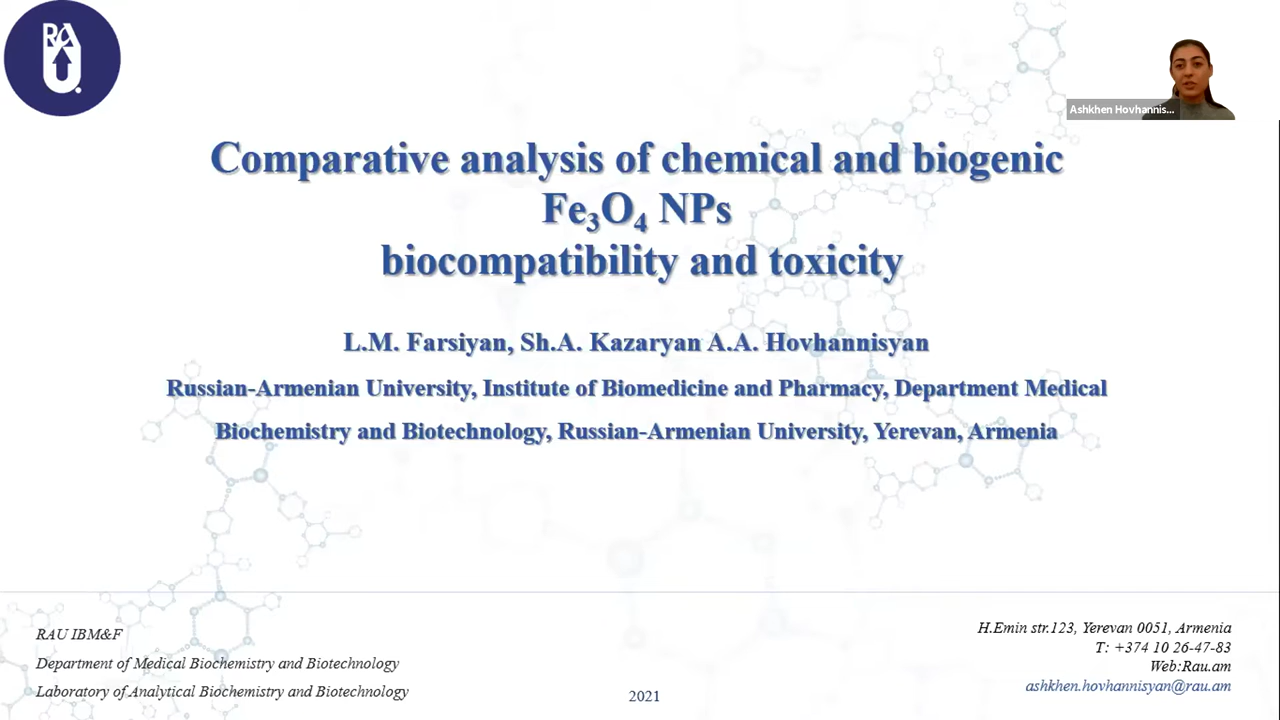 RAU
Ashkhen Hovhannis...
Comparative analysis of chemical and biogenic
Fe₃O₄ NPs
biocompatibility and toxicity
L.M. Farsiyan, Sh.A. Kazaryan A.A. Hovhannisyan
Russian-Armenian University, Institute of Biomedicine and Pharmacy, Department Medical
Biochemistry and Biotechnology, Russian-Armenian University, Yerevan, Armenia
RAU IBM&F
Department of Medical Biochemistry and Biotechnology
Laboratory of Analytical Biochemistry and Biotechnology
2021
H.Emin str.123, Yerevan 0051, Armenia
T: +374 10 26-47-83
Web:Rau.am
ashkhen.hovhannisyan@rau.am